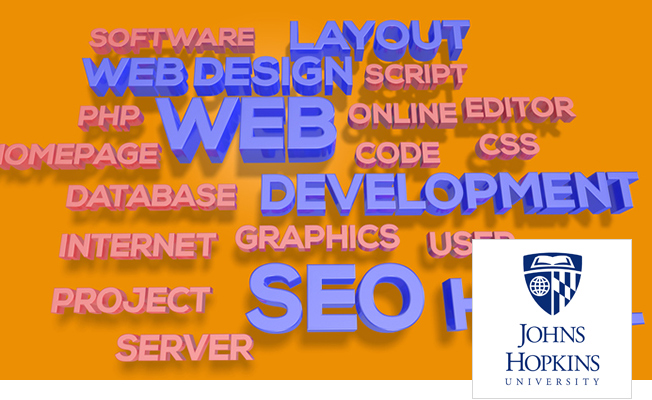 SOFTWARE LAYOUT
WEB DESIGN SCRIPT
PHP WEB ONLINE EDITOR
HOMEPAGE CODE CSS
DATABASE DEVELOPMENT
INTERNET GRAPHICS USER
PROJECT SEO
SERVER
JOHNS
HOPKINS
UNIVERSITY